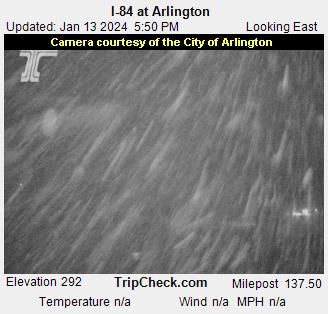 I-84 at Arlington
Updated: Jan 13 2024 5:50 PM Looking East
Camera courtesy of the City of Arlington
Elevation 292 TripCheck.com Milepost 137.50
Temperature n/a Wind n/a MPH n/a